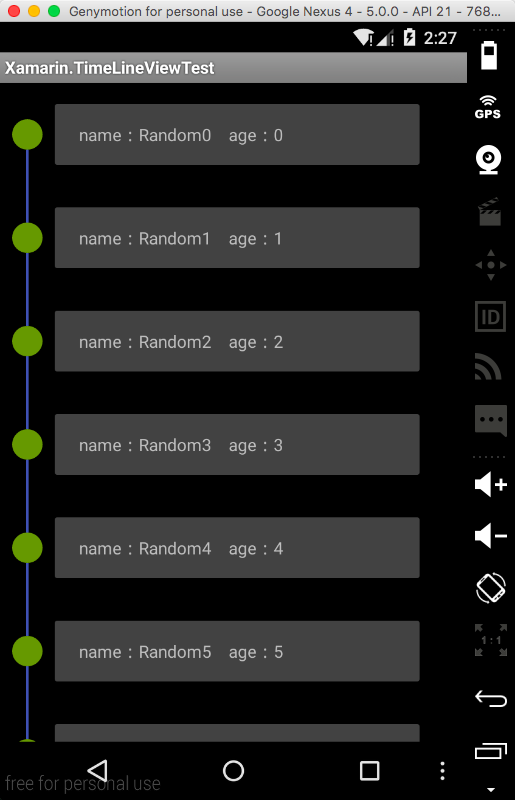 Genymotion for personal use - Google Nexus 4 - 5.0.0 - API 21 - 768...
2:27
Xamarin.TimeLineViewTest
GPS
name : Random0 age : 0
name : Random1 age : 1
name : Random2 age : 2
ID
name : Random3 age : 3
name : Random4 age : 4
1:1
name : Random5 age : 5
free for personal use